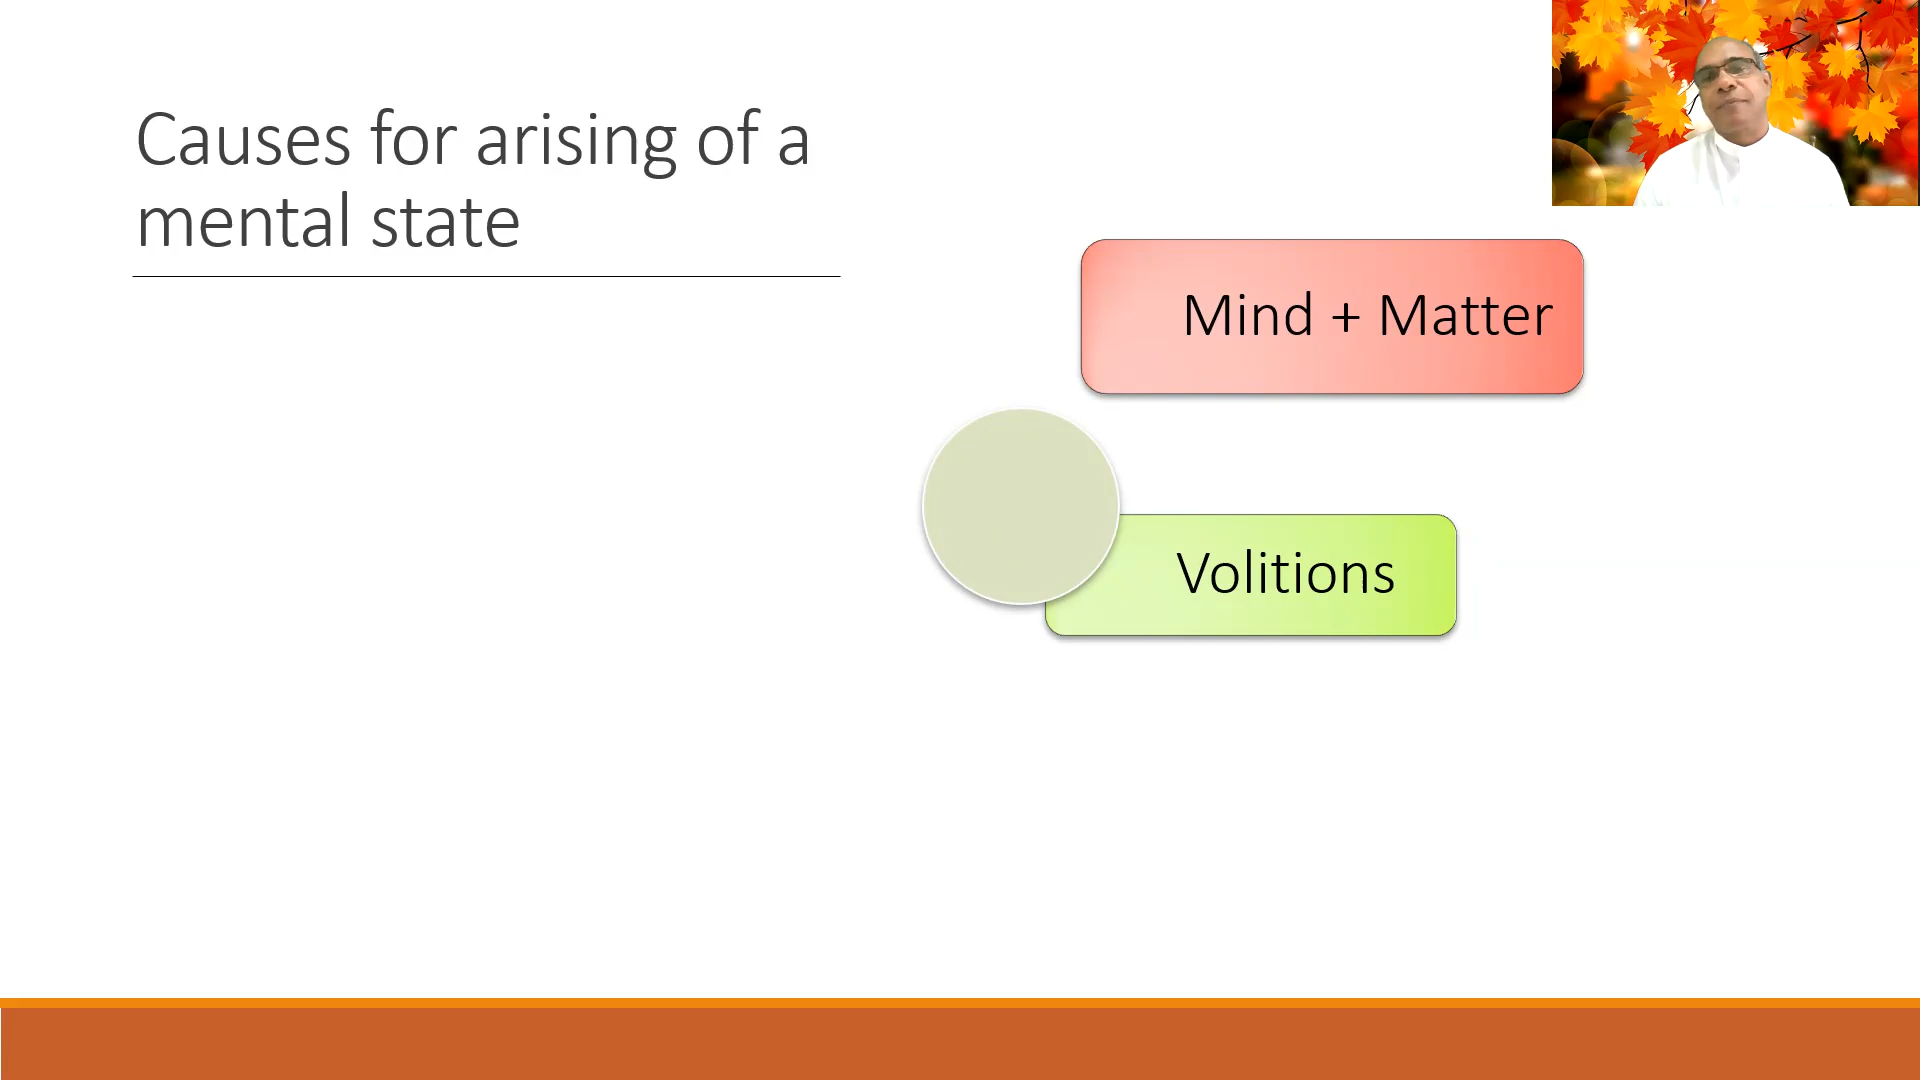 Causes for arising of a
mental state
Mind + Matter
Volitions